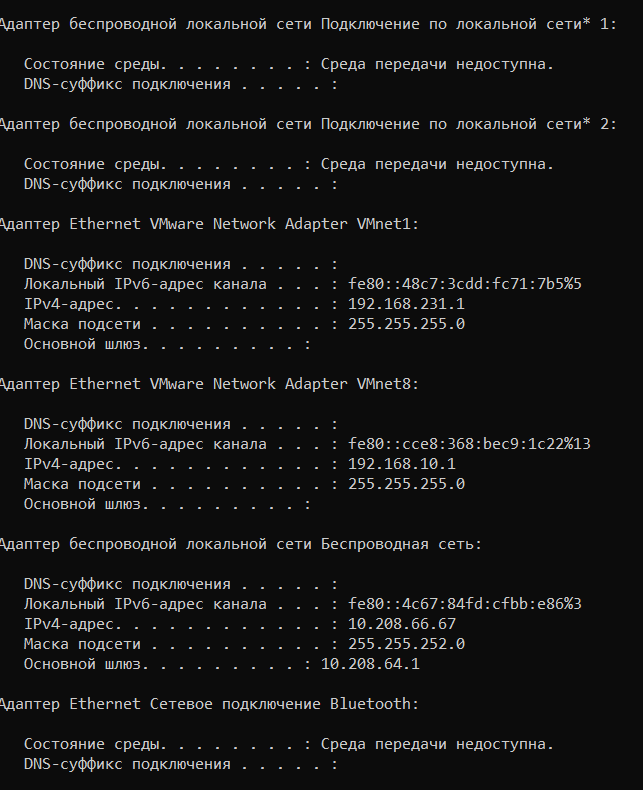 Адаптер беспроводной локальной сети Подключение по локальной сети* 1:
Состояние среды. . . . . . . . : Среда передачи недоступна.
DNS-суффикс подключения . . . . . :
Адаптер беспроводной локальной сети Подключение по локальной сети* 2:
Состояние среды. . . . . . . . : Среда передачи недоступна.
DNS-суффикс подключения . . . . . :
Адаптер Ethernet VMware Network Adapter VMnet1:
DNS-суффикс подключения . . . . . :
Локальный IPv6-адрес канала . . . : fe80::48c7:3cdd:fc71:7b5%5
IPv4-адрес. . . . . . . . . . . . : 192.168.231.1
Маска подсети . . . . . . . . . . : 255.255.255.0
Основной шлюз. . . . . . . . . :
Адаптер Ethernet VMware Network Adapter VMnet8:
DNS-суффикс подключения . . . . . :
Локальный IPv6-адрес канала . . . : fe80::cce8:368:bec9:1c22%13
IPv4-адрес. . . . . . . . . . . . : 192.168.10.1
Маска подсети . . . . . . . . . . : 255.255.255.0
Основной шлюз. . . . . . . . . :
Адаптер беспроводной локальной сети Беспроводная сеть:
DNS-суффикс подключения . . . . . :
Локальный IPv6-адрес канала . . . : fe80::4c67:84fd:cfbb:e86%3
IPv4-адрес. . . . . . . . . . . . : 10.208.66.67
Маска подсети . . . . . . . . . . : 255.255.252.0
Основной шлюз. . . . . . . . . : 10.208.64.1
Адаптер Ethernet Сетевое подключение Bluetooth:
Состояние среды. . . . . . . . : Среда передачи недоступна.
DNS-суффикс подключения . . . . . :